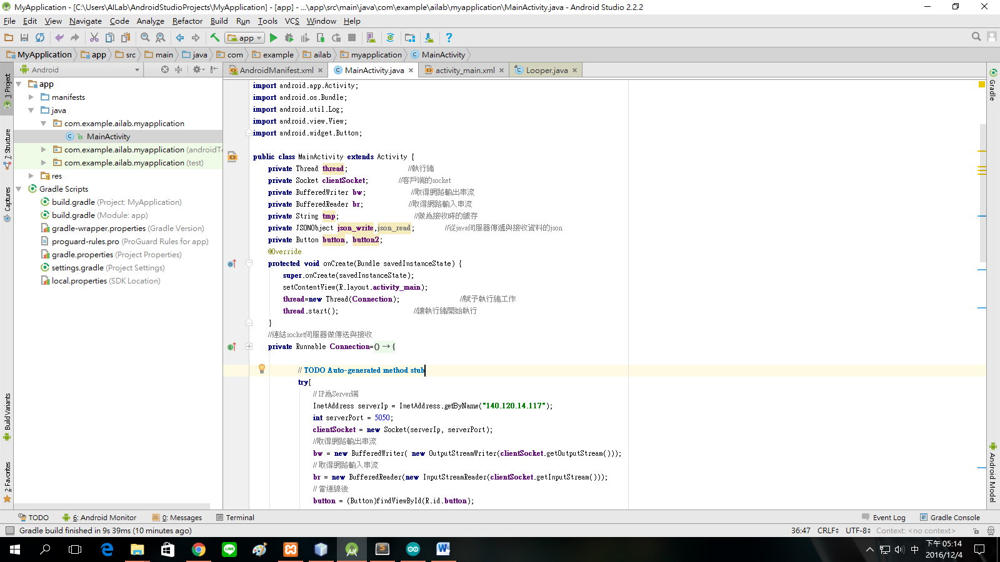 MyApplication - [C:\Users\AILab\AndroidStudioProjects\MyApplication] - [app] - ...\app\src\main\java\com\example\ailab\myapplication\MainActivity.java - Android Studio 2.2.2
File Edit View Navigate Code Analyze Refactor Build Run Tools VCS Window Help
app
MyApplication app src main java com example ailab myapplication MainActivity
Android
AndroidManifest.xml MainActivity.java activity_main.xml Looper.java
1: Project
7: Structure
Captures
Build Variants
2: Favorites
app
manifests
java
com.example.ailab.myapplication
MainActivity
com.example.ailab.myapplication (androidTe
com.example.ailab.myapplication (test)
res
Gradle Scripts
build.gradle (Project: MyApplication)
build.gradle (Module: app)
gradle-wrapper.properties (Gradle Version)
proguard-rules.pro (ProGuard Rules for app)
gradle.properties (Project Properties)
settings.gradle (Project Settings)
local.properties (SDK Location)
import android.app.Activity;
import android.os.Bundle;
import android.util.Log;
import android.view.View;
import android.widget.Button;
public class MainActivity extends Activity {
private Thread thread; //執行緒
private Socket clientSocket; //客戶端的socket
private BufferedWriter bw; //取得網路輸出串流
private BufferedReader br; //取得網路輸入串流
private String tmp; //做為接收時的緩存
private JSONObject json_write,json_read; //從java伺服器傳遞與接收資料的json
private Button button, button2;
@Override
protected void onCreate(Bundle savedInstanceState) {
super.onCreate(savedInstanceState);
setContentView(R.layout.activity_main);
thread=new Thread(Connection); //賦予執行緒工作
thread.start(); //讓執行緒開始執行
}
//連結socket伺服器做傳送與接收
private Runnable Connection=() → {
// TODO Auto-generated method stub
try{
// IP為Server端
InetAddress serverIp = InetAddress.getByName("140.120.14.117");
int serverPort = 5050;
clientSocket = new Socket(serverIp, serverPort);
//取得網路輸出串流
bw = new BufferedWriter( new OutputStreamWriter(clientSocket.getOutputStream()));
// 取得網路輸入串流
br = new BufferedReader(new InputStreamReader(clientSocket.getInputStream()));
// 當連線後
button = (Button)findViewById(R.id.button);
Gradle
Android Model
TODO 6: Android Monitor 0: Messages Terminal Event Log Gradle Console
Gradle build finished in 9s 39ms (10 minutes ago) 36:47 CRLF UTF-8 Context: <no context>
中
下午 05:14
2016/12/4